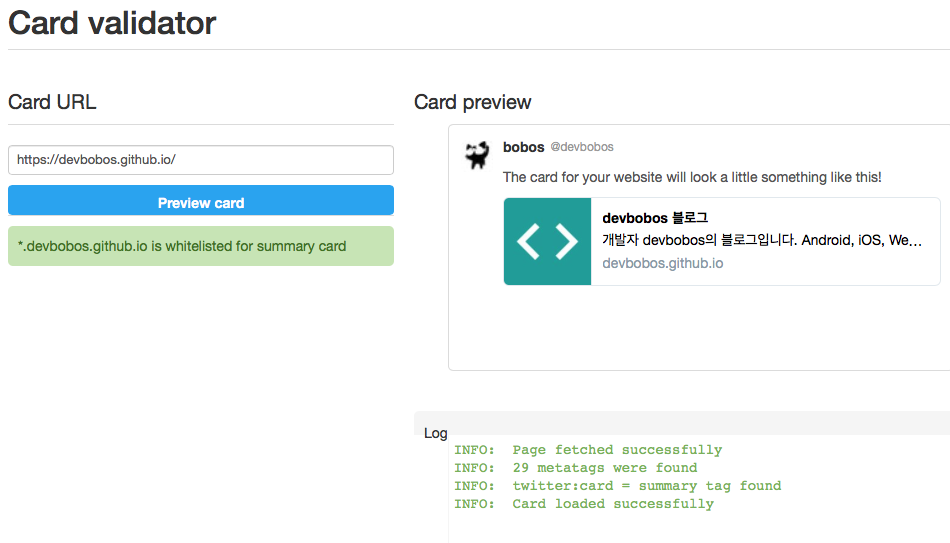 Card validator
Card URL
https://devbobos.github.io/
Preview card
*.devbobos.github.io is whitelisted for summary card
Card preview
bobos @devbobos
The card for your website will look a little something like this!
devbobos 블로그
개발자 devbobos의 블로그입니다. Android, iOS, We...
devbobos.github.io
Log
INFO: Page fetched successfully
INFO: 29 metatags were found
INFO: twitter:card = summary tag found
INFO: Card loaded successfully